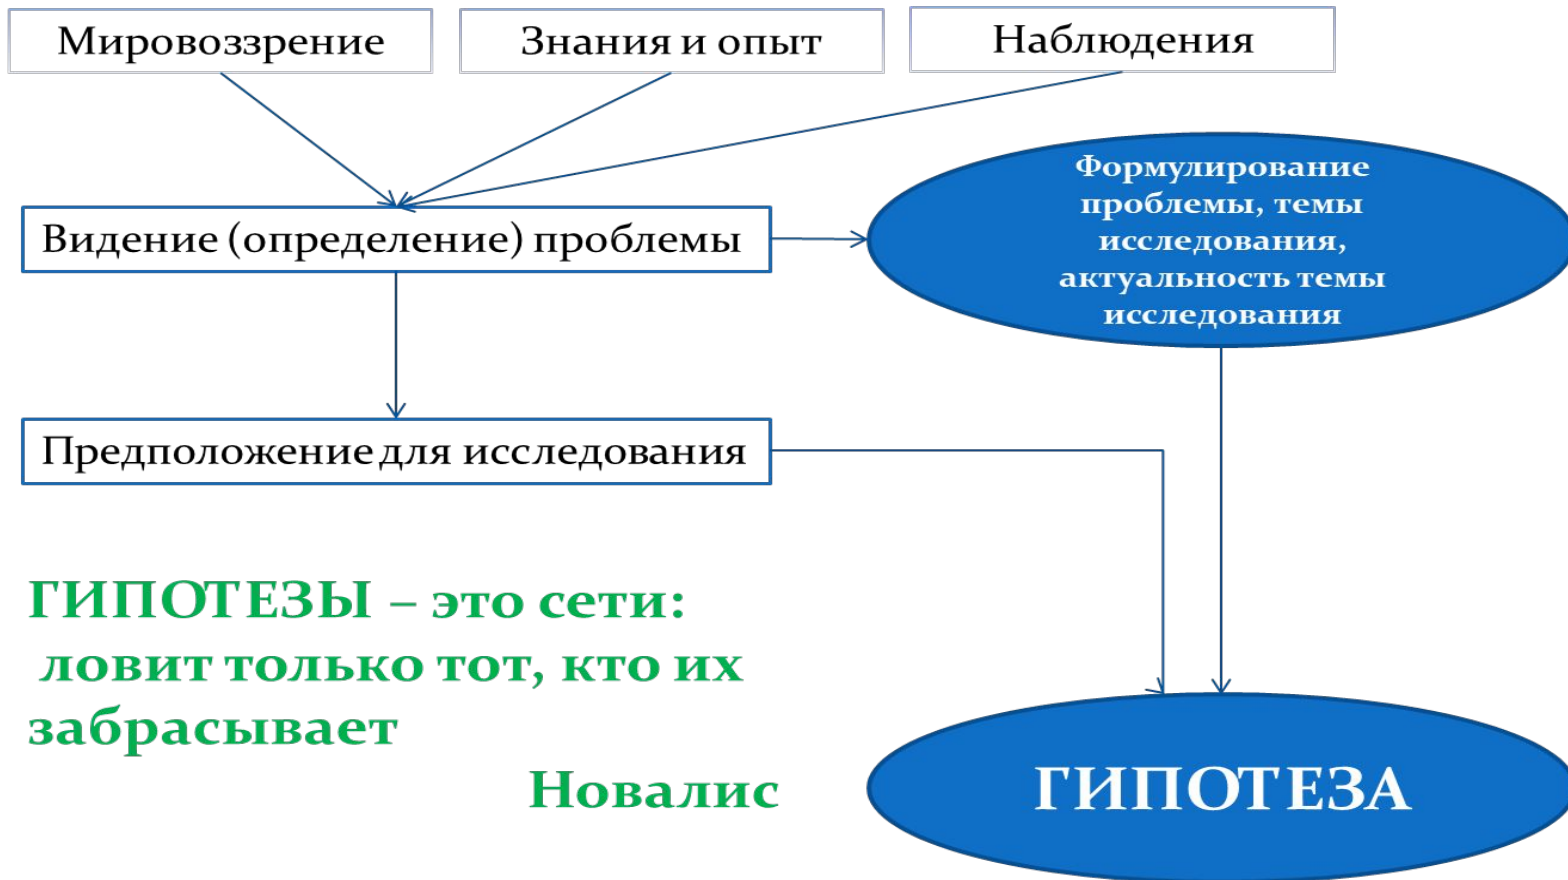 Мировоззрение
Знания и опыт
Наблюдения
Видение (определение) проблемы
Формулирование
проблемы, темы
исследования,
актуальность темы
исследования
Предположение для исследования
ГИПОТЕЗЫ – это сети:
ловит только тот, кто их
забрасывает
Новалис
ГИПОТЕЗА